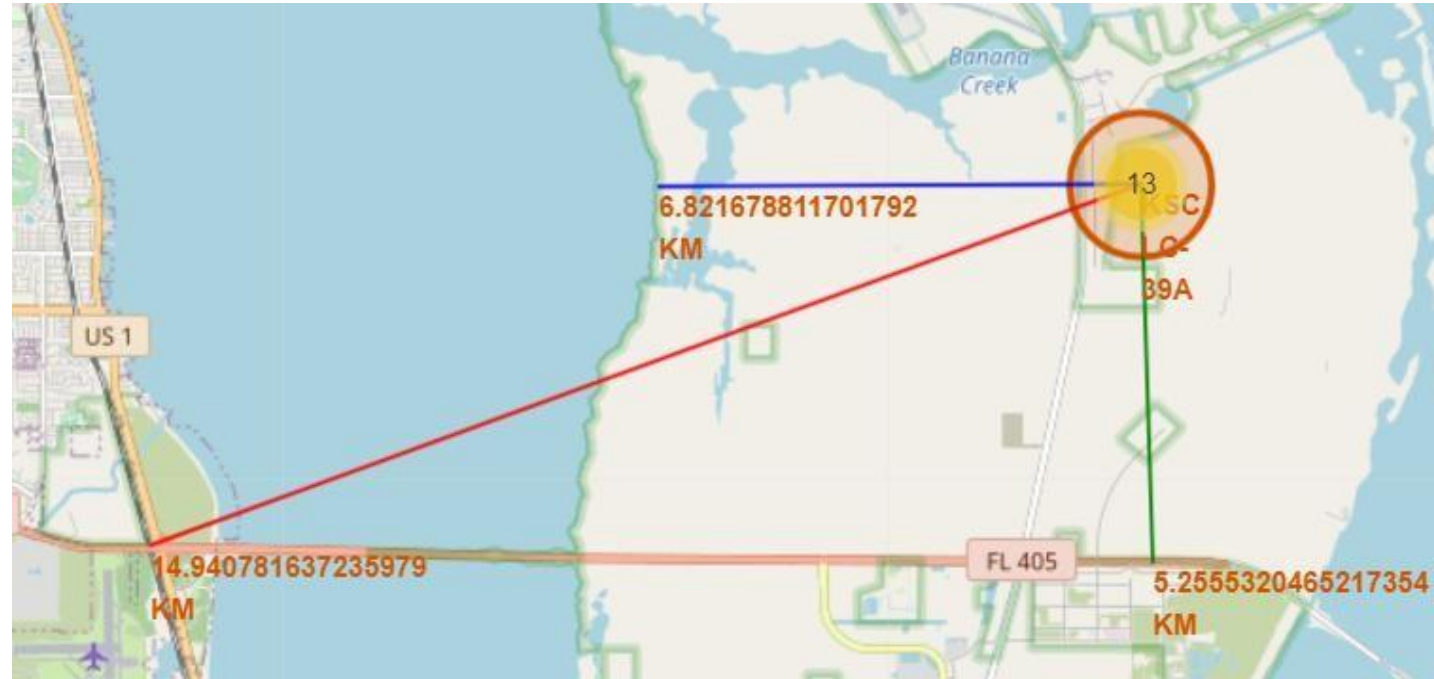 Banana
Creek
13
KSC
LC-
39A
6.821678811701792
KM
US 1
14.940781637235979
KM
FL 405
5.2555320465217354
KM